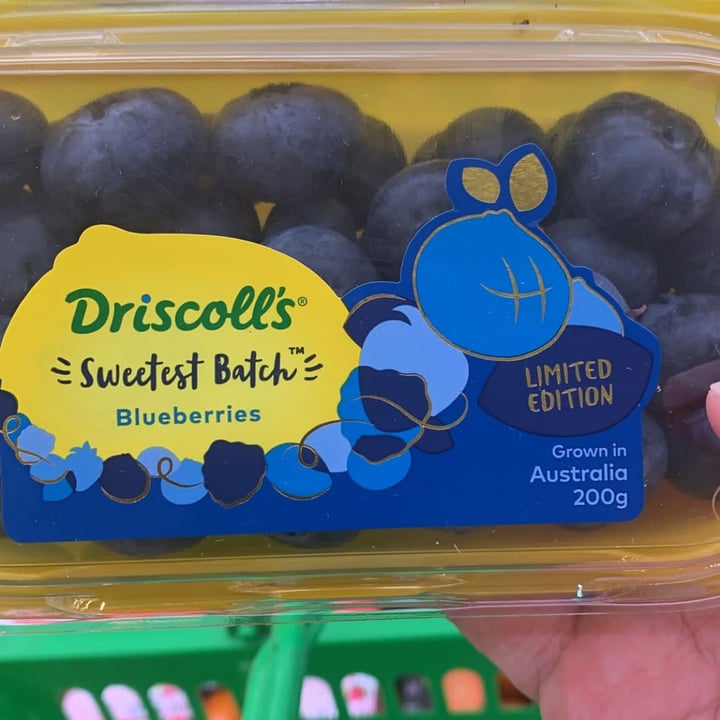 Driscoll's®
Sweetest Batch™
Blueberries
LIMITED
EDITION
Grown in
Australia
200g